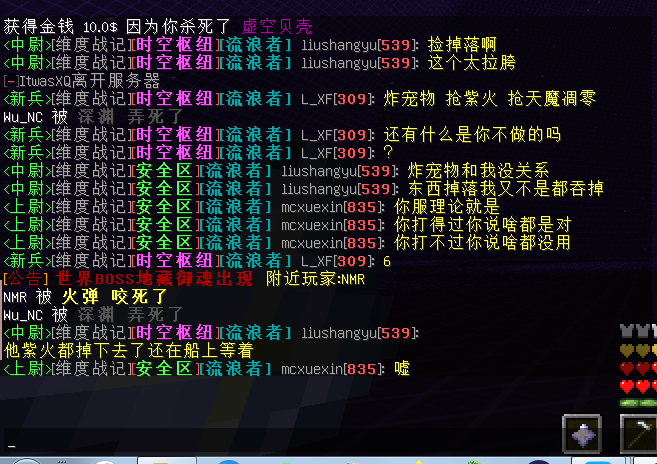 获得金钱 10.0$ 因为你杀死了 虚空贝壳
<中尉>[维度战记][时空枢纽][流浪者] liushangyu[539]: 捡掉落啊
<中尉>[维度战记][时空枢纽][流浪者] liushangyu[539]: 这个太拉胯
[-]ItwasXQ离开服务器
<新兵>[维度战记][时空枢纽][流浪者] L_XF[309]: 炸宠物 抢紫火 抢天魔凋零
Wu_NC 被 深渊 弄死了
<新兵>[维度战记][时空枢纽][流浪者] L_XF[309]: 还有什么是你不做的吗
<新兵>[维度战记][时空枢纽][流浪者] L_XF[309]: ?
<中尉>[维度战记][安全区][流浪者] liushangyu[539]: 炸宠物和我没关系
<中尉>[维度战记][安全区][流浪者] liushangyu[539]: 东西掉落我又不是都吞掉
<上尉>[维度战记][安全区][流浪者] mcxuexin[835]: 你服理论就是
<上尉>[维度战记][安全区][流浪者] mcxuexin[835]: 你打得过你说啥都是对
<上尉>[维度战记][安全区][流浪者] mcxuexin[835]: 你打不过你说啥都没用
<新兵>[维度战记][时空枢纽][流浪者] L_XF[309]: 6
[公告] 世界BOSS地藏御魂出现 附近玩家:NMR
NMR 被 火弹 咬死了
Wu_NC 被 深渊 弄死了
<中尉>[维度战记][时空枢纽][流浪者] liushangyu[539]:
他紫火都掉下去了还在船上等着
<上尉>[维度战记][安全区][流浪者] mcxuexin[835]: 嘘
_